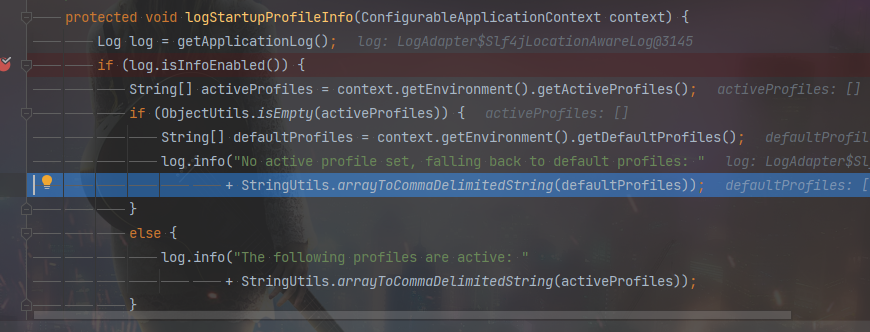 protected void logStartupProfileInfo(ConfigurableApplicationContext context) {
Log log = getApplicationLog(); log: LogAdapter$Slf4jLocationAwareLog@3145
if (log.isInfoEnabled()) {
String[] activeProfiles = context.getEnvironment().getActiveProfiles(); activeProfiles: []
if (ObjectUtils.isEmpty(activeProfiles)) { activeProfiles: []
String[] defaultProfiles = context.getEnvironment().getDefaultProfiles(); defaultProfil
log.info("No active profile set, falling back to default profiles: " log: LogAdapter$Sl
+ StringUtils.arrayToCommaDelimitedString(defaultProfiles)); defaultProfiles: [
}
else {
log.info("The following profiles are active: "
+ StringUtils.arrayToCommaDelimitedString(activeProfiles));
}